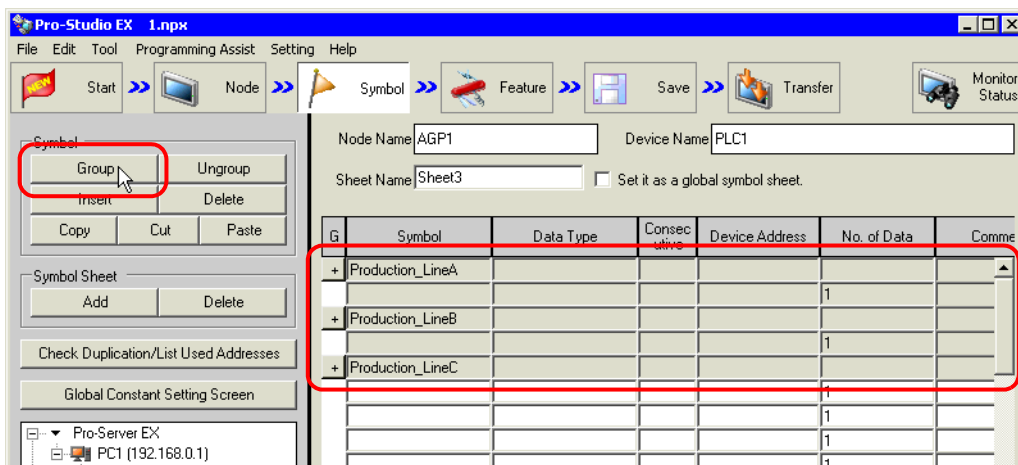 Pro-Studio EX 1.npx
File Edit Tool Programming Assist Setting Help
NEW Start Node Symbol Feature Save Transfer Monitor
Status
Symbol
Group Ungroup
Insert Delete
Copy Cut Paste
Symbol Sheet
Add Delete
Check Duplication/List Used Addresses
Global Constant Setting Screen
Pro-Server EX
PC1 (192.168.0.1)
Node Name AGP1 Device Name PLC1
Sheet Name Sheet3 Set it as a global symbol sheet.
G Symbol Data Type Consec
utive Device Address No. of Data Comme
+ Production_LineA
1
+ Production_LineB
1
+ Production_LineC
1
1
1
1